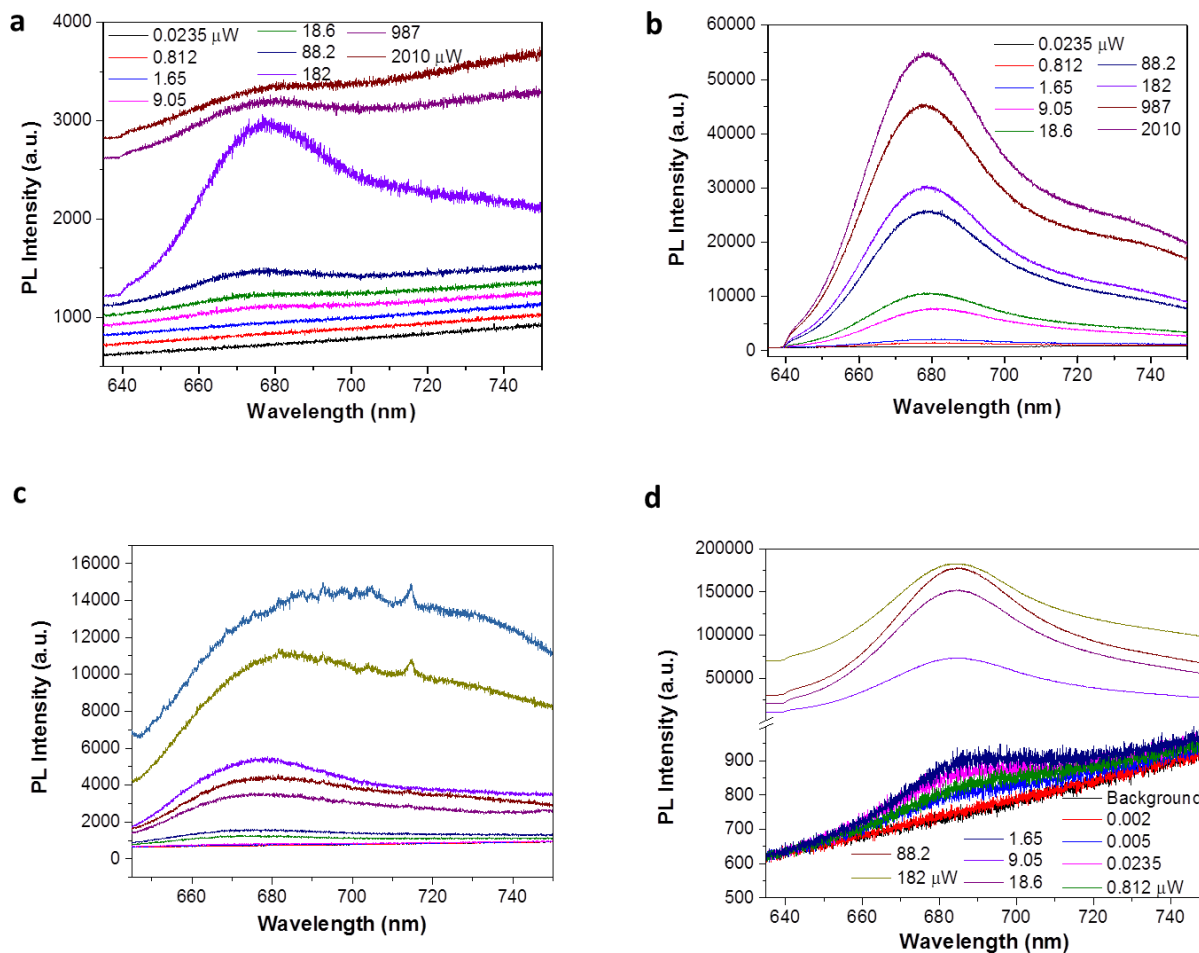 a
0.0235 μW
0.812
1.65
9.05
18.6
88.2
182
987
2010 μW
4000
3000
2000
1000
PL Intensity (a.u.)
640 660 680 700 720 740
Wavelength (nm)
b
0.0235 μW
0.812
1.65
9.05
18.6
88.2
182
987
2010
60000
50000
40000
30000
20000
10000
0
PL Intensity (a.u.)
640 660 680 700 720 740
Wavelength (nm)
c
16000
14000
12000
10000
8000
6000
4000
2000
0
PL Intensity (a.u.)
660 680 700 720 740
Wavelength (nm)
d
200000
150000
100000
50000
900
800
700
600
500
PL Intensity (a.u.)
88.2
182 μW
1.65
9.05
18.6
Background
0.002
0.005
0.0235
0.812 μW
640 660 680 700 720 740
Wavelength (nm)